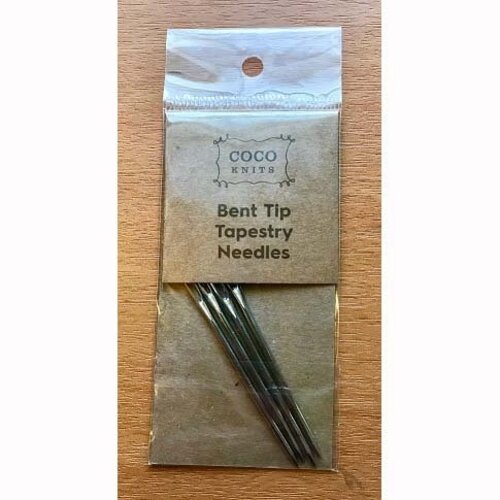 COCO
KNITS
Bent Tip
Tapestry
Needles